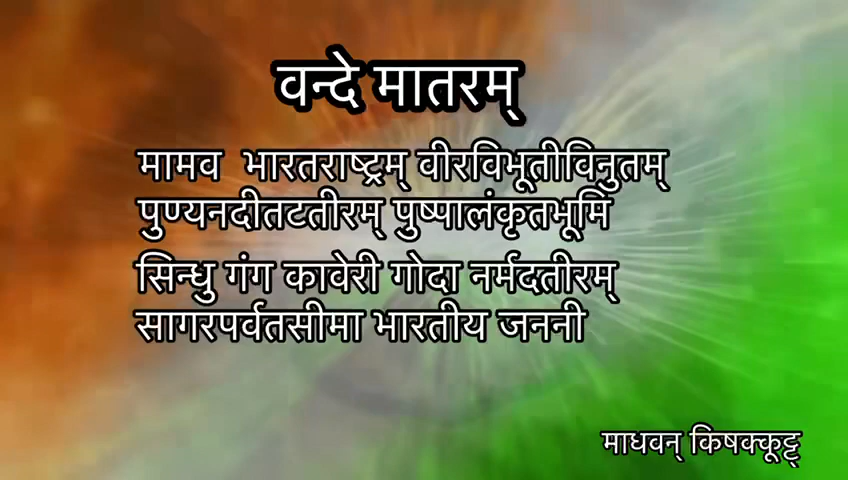 वन्दे मातरम्
मामव भारतराष्ट्रम् वीरविभूतीविनुतम्
पुण्यनदीतटतीरम् पुष्पालंकृतभूमि
सिन्धु गंग कावेरी गोदा नर्मदतीरम्
सागरपर्वतसीमा भारतीय जननी
माधवन् किषक्कूट्ट्